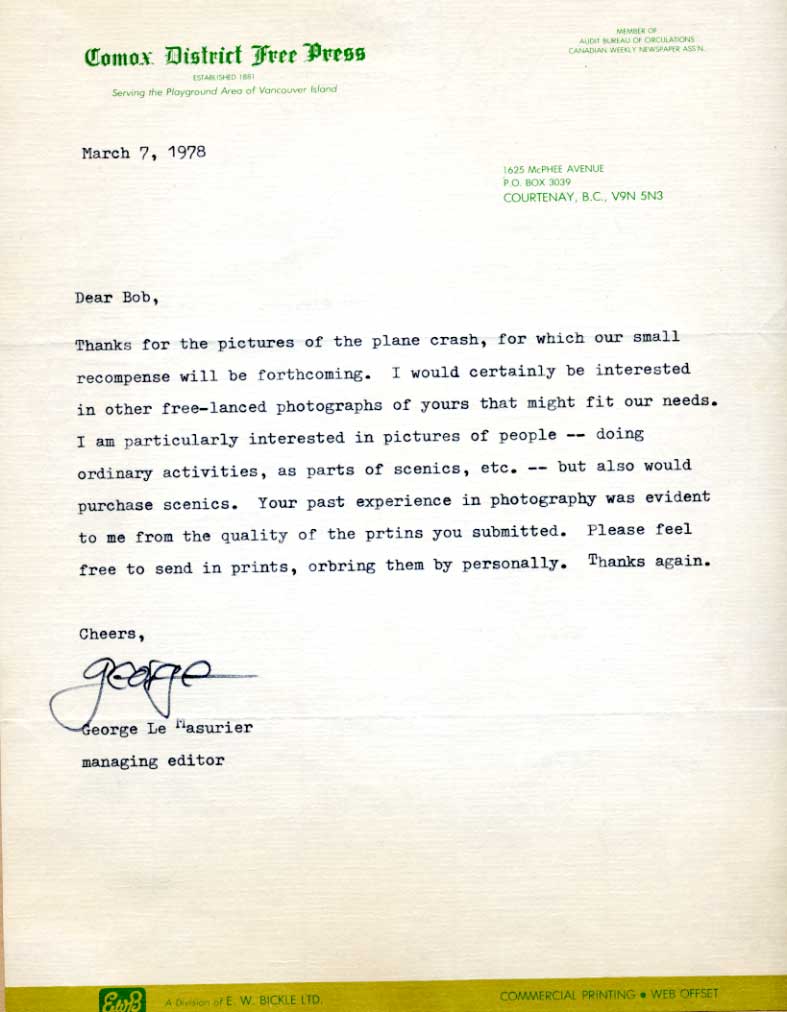 Comox District Free Press
ESTABLISHED 1881
Serving the Playground Area of Vancouver Island
MEMBER OF
AUDIT BUREAU OF CIRCULATIONS
CANADIAN WEEKLY NEWSPAPER ASS'N.
March 7, 1978
1625 McPHEE AVENUE
P.O. BOX 3039
COURTENAY, B.C., V9N 5N3
Dear Bob,
Thanks for the pictures of the plane crash, for which our small
recompense will be forthcoming. I would certainly be interested
in other free-lanced photographs of yours that might fit our needs.
I am particularly interested in pictures of people -- doing
ordinary activities, as parts of scenics, etc. -- but also would
purchase scenics. Your past experience in photography was evident
to me from the quality of the prtins you submitted. Please feel
free to send in prints, orbring them by personally. Thanks again.
Cheers,
george
George Le Masurier
managing editor
EWB
A Division of E. W. BICKLE LTD.
COMMERCIAL PRINTING • WEB OFFSET